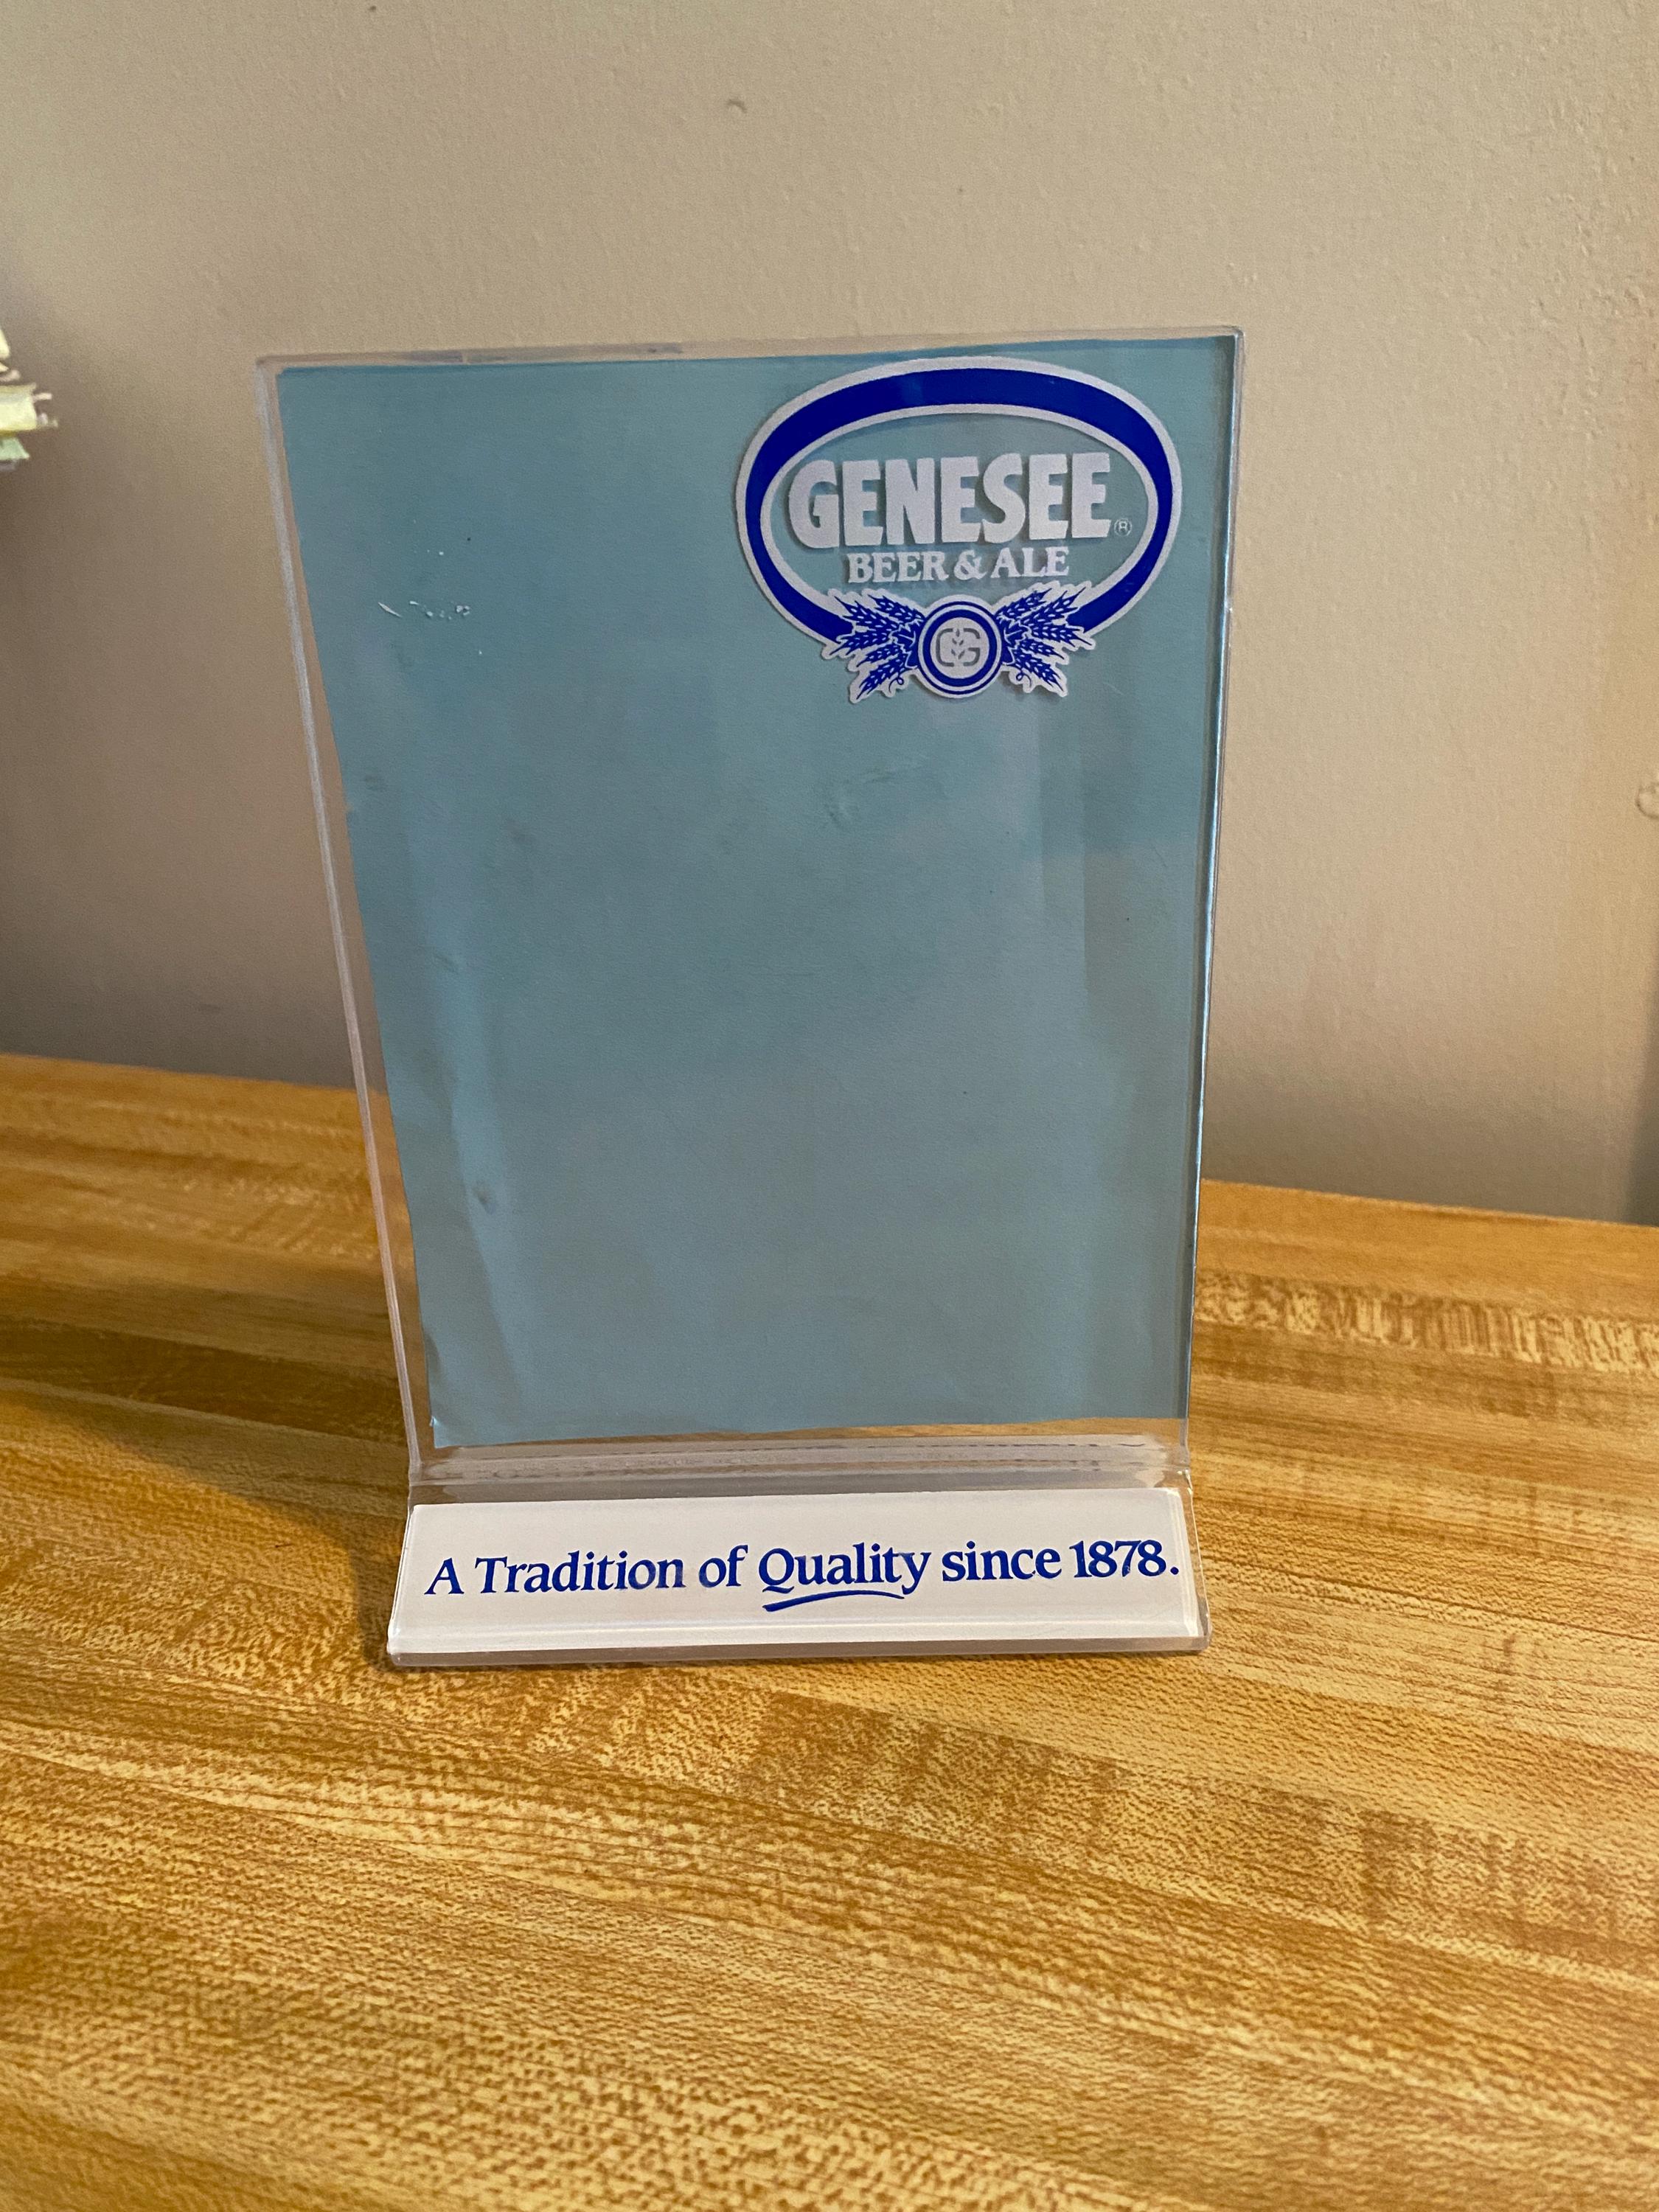 GENESEE®
BEER & ALE
G
A Tradition of Quality since 1878.